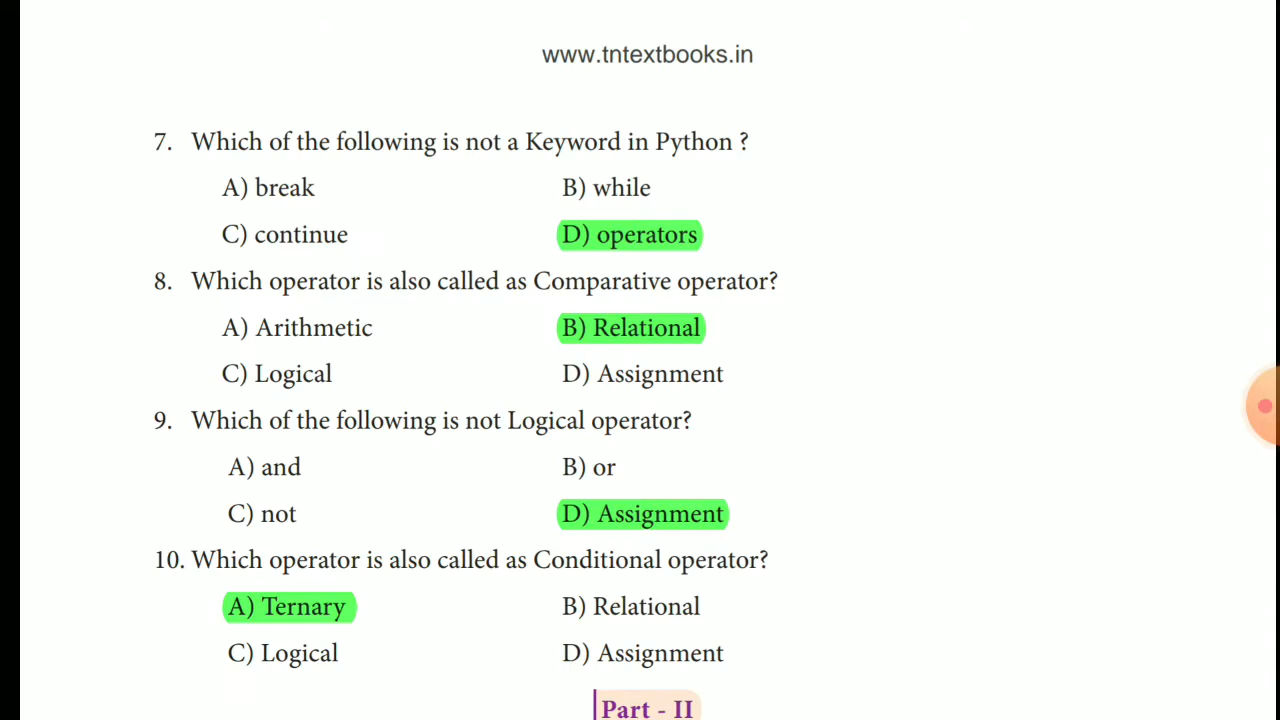 www.tntextbooks.in
7. Which of the following is not a Keyword in Python ?
A) break B) while
C) continue D) operators
8. Which operator is also called as Comparative operator?
A) Arithmetic B) Relational
C) Logical D) Assignment
9. Which of the following is not Logical operator?
A) and B) or
C) not D) Assignment
10. Which operator is also called as Conditional operator?
A) Ternary B) Relational
C) Logical D) Assignment
Part - II